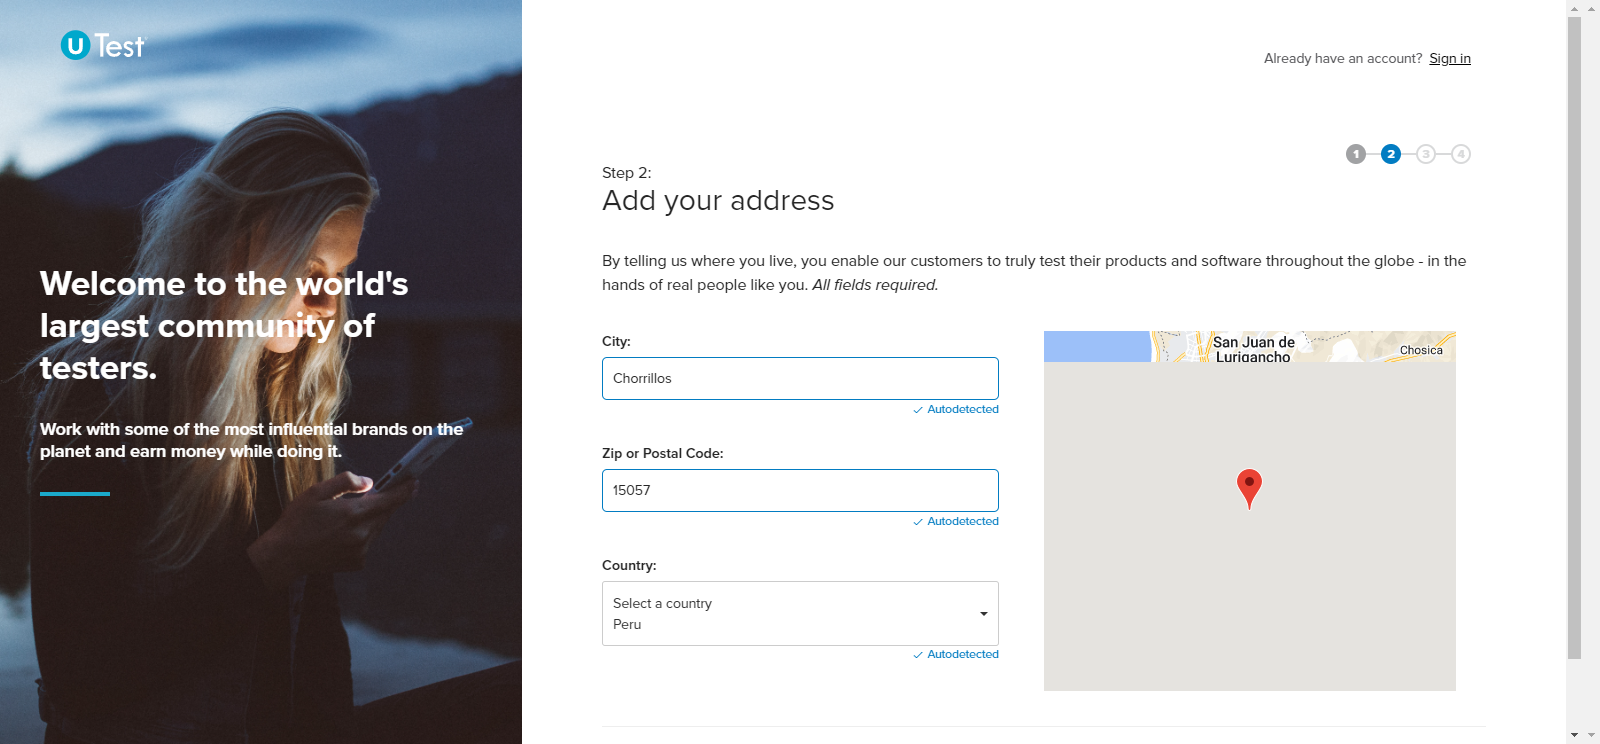 U Test
Welcome to the world's
largest community of
testers.
Work with some of the most influential brands on the
planet and earn money while doing it.
Already have an account? Sign in
1 2 3 4
Step 2:
Add your address
By telling us where you live, you enable our customers to truly test their products and software throughout the globe - in the
hands of real people like you. All fields required.
City:
Chorrillos
Autodetected
Zip or Postal Code:
15057
Autodetected
Country:
Select a country
Peru
Autodetected
San Juan de
Lurigancho
Chosica